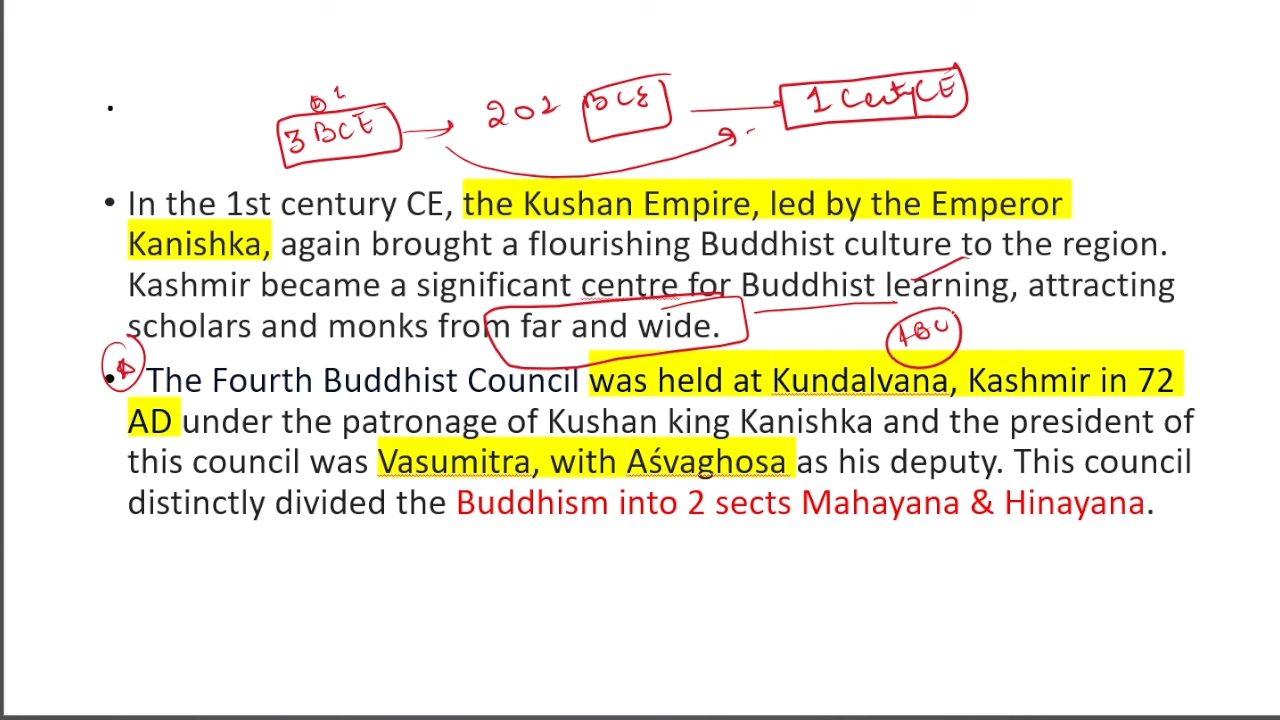 3 BCE
202 BCE
1 Centy CE
• In the 1st century CE, the Kushan Empire, led by the Emperor
Kanishka, again brought a flourishing Buddhist culture to the region.
Kashmir became a significant centre for Buddhist learning, attracting
scholars and monks from far and wide.
• The Fourth Buddhist Council was held at Kundalvana, Kashmir in 72
AD under the patronage of Kushan king Kanishka and the president of
this council was Vasumitra, with Aśvaghosa as his deputy. This council
distinctly divided the Buddhism into 2 sects Mahayana & Hinayana.